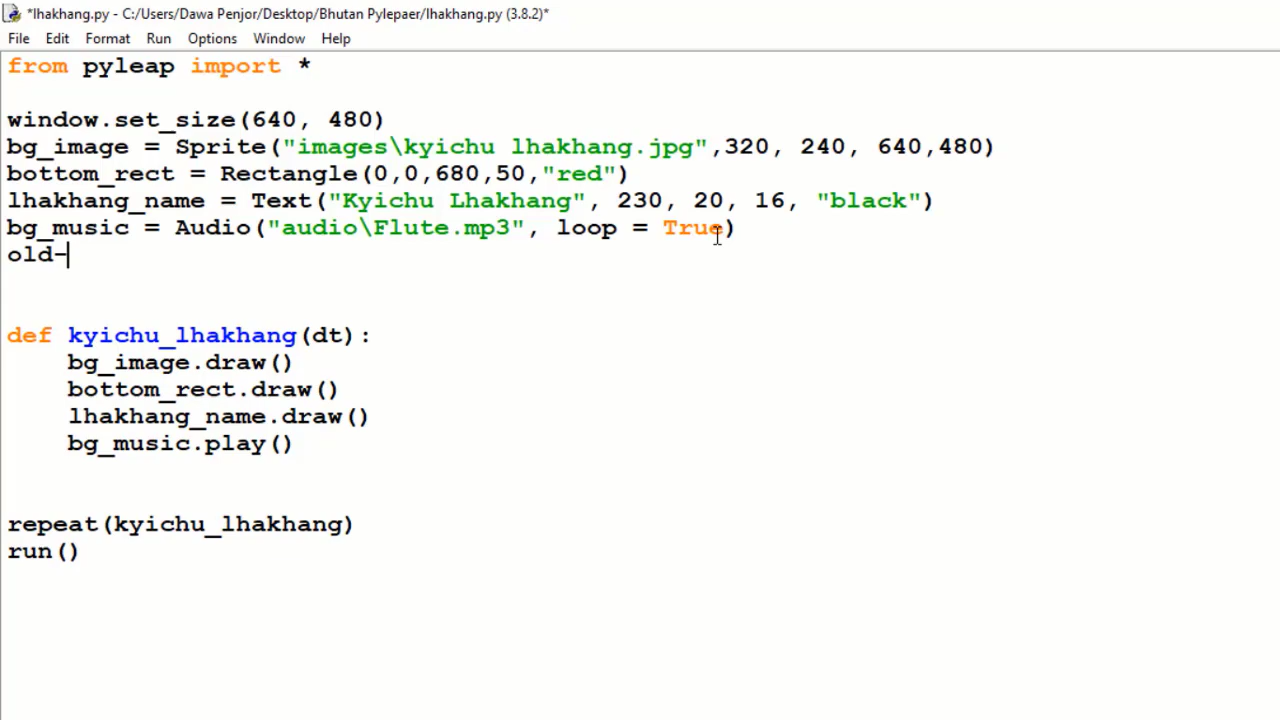 *lhakhang.py - C:/Users/Dawa Penjor/Desktop/Bhutan Pylepaer/lhakhang.py (3.8.2)*
File Edit Format Run Options Window Help
from pyleap import *
window.set_size(640, 480)
bg_image = Sprite("images\kyichu lhakhang.jpg",320, 240, 640,480)
bottom_rect = Rectangle(0,0,680,50,"red")
lhakhang_name = Text("Kyichu Lhakhang", 230, 20, 16, "black")
bg_music = Audio("audio\Flute.mp3", loop = True)
old-
def kyichu_lhakhang(dt):
    bg_image.draw()
    bottom_rect.draw()
    lhakhang_name.draw()
    bg_music.play()
repeat(kyichu_lhakhang)
run()